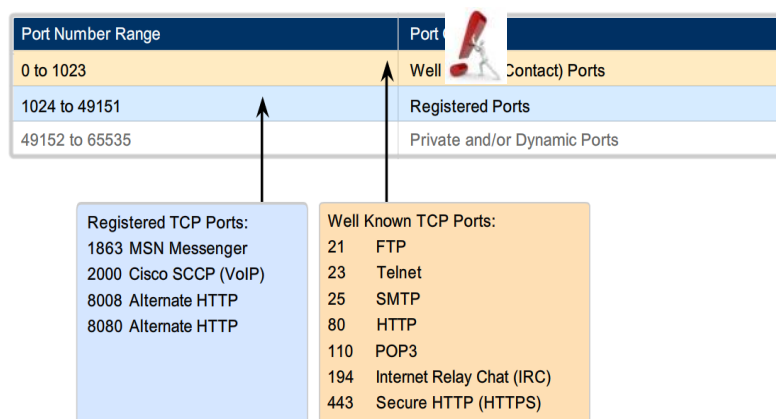 Port Number Range Port
0 to 1023 Well Contact) Ports
1024 to 49151 Registered Ports
49152 to 65535 Private and/or Dynamic Ports
Registered TCP Ports:
1863 MSN Messenger
2000 Cisco SCCP (VoIP)
8008 Alternate HTTP
8080 Alternate HTTP
Well Known TCP Ports:
21 FTP
23 Telnet
25 SMTP
80 HTTP
110 POP3
194 Internet Relay Chat (IRC)
443 Secure HTTP (HTTPS)